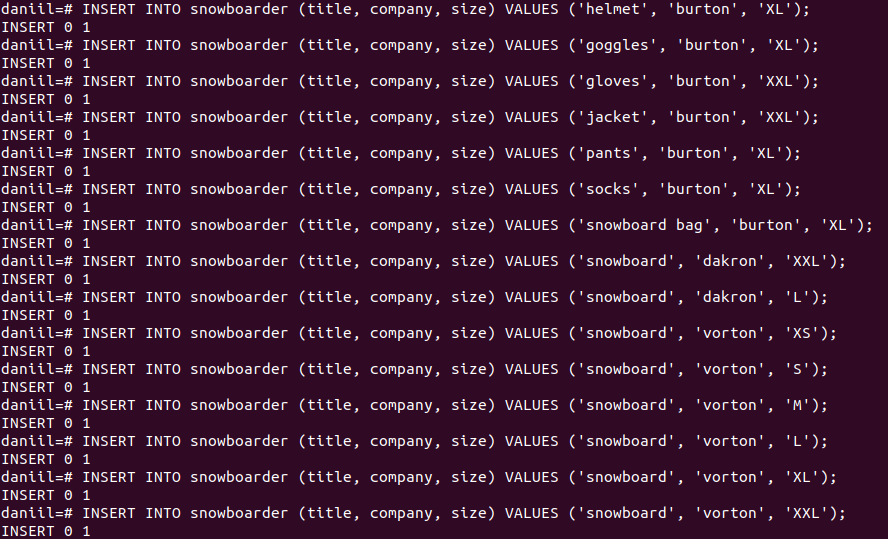 daniil=# INSERT INTO snowboarder (title, company, size) VALUES ('helmet', 'burton', 'XL');
INSERT 0 1
daniil=# INSERT INTO snowboarder (title, company, size) VALUES ('goggles', 'burton', 'XL');
INSERT 0 1
daniil=# INSERT INTO snowboarder (title, company, size) VALUES ('gloves', 'burton', 'XXL');
INSERT 0 1
daniil=# INSERT INTO snowboarder (title, company, size) VALUES ('jacket', 'burton', 'XXL');
INSERT 0 1
daniil=# INSERT INTO snowboarder (title, company, size) VALUES ('pants', 'burton', 'XL');
INSERT 0 1
daniil=# INSERT INTO snowboarder (title, company, size) VALUES ('socks', 'burton', 'XL');
INSERT 0 1
daniil=# INSERT INTO snowboarder (title, company, size) VALUES ('snowboard bag', 'burton', 'XL');
INSERT 0 1
daniil=# INSERT INTO snowboarder (title, company, size) VALUES ('snowboard', 'dakron', 'XXL');
INSERT 0 1
daniil=# INSERT INTO snowboarder (title, company, size) VALUES ('snowboard', 'dakron', 'L');
INSERT 0 1
daniil=# INSERT INTO snowboarder (title, company, size) VALUES ('snowboard', 'vorton', 'XS');
INSERT 0 1
daniil=# INSERT INTO snowboarder (title, company, size) VALUES ('snowboard', 'vorton', 'S');
INSERT 0 1
daniil=# INSERT INTO snowboarder (title, company, size) VALUES ('snowboard', 'vorton', 'M');
INSERT 0 1
daniil=# INSERT INTO snowboarder (title, company, size) VALUES ('snowboard', 'vorton', 'L');
INSERT 0 1
daniil=# INSERT INTO snowboarder (title, company, size) VALUES ('snowboard', 'vorton', 'XL');
INSERT 0 1
daniil=# INSERT INTO snowboarder (title, company, size) VALUES ('snowboard', 'vorton', 'XXL');
INSERT 0 1